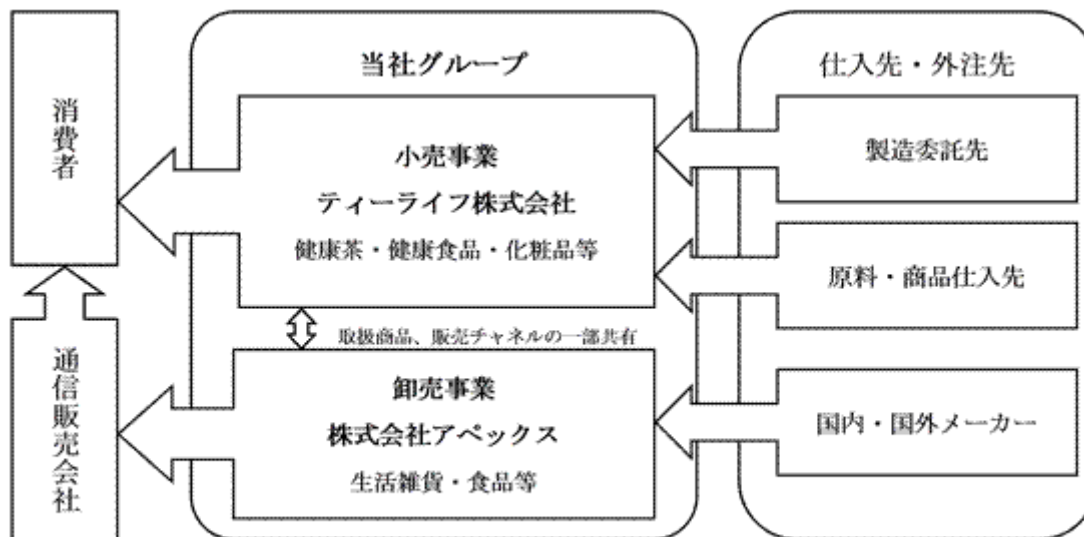 消費者
通信販売会社
当社グループ
小売事業
ティーライフ株式会社
健康茶・健康食品・化粧品等
取扱商品、販売チャネルの一部共有
卸売事業
株式会社アペックス
生活雑貨・食品等
仕入先・外注先
製造委託先
原料・商品仕入先
国内・国外メーカー